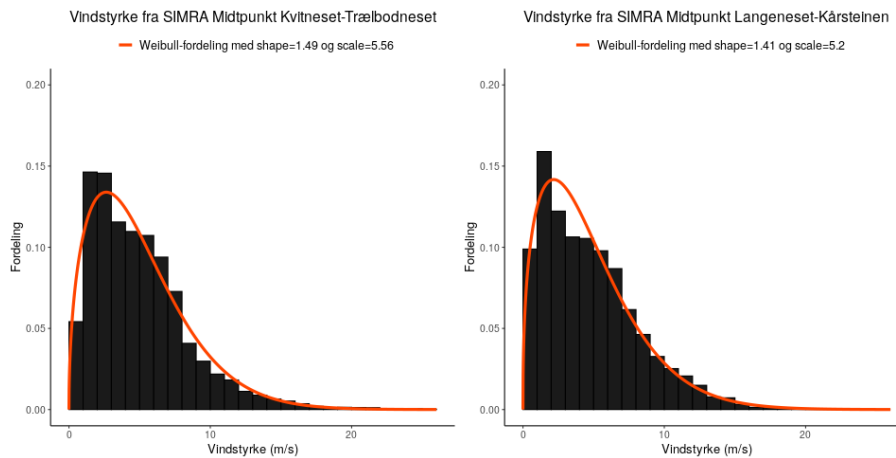 Vindstyrke fra SIMRA Midtpunkt Kvitneset-Trælbodneset
Weibull-fordeling med shape=1.49 og scale=5.56
0.20
0.15
0.10
0.05
0.00
Fordeling
0
10
20
Vindstyrke (m/s)
Vindstyrke fra SIMRA Midtpunkt Langeneset-Kårsteinen
Weibull-fordeling med shape=1.41 og scale=5.2
0.20
0.15
0.10
0.05
0.00
Fordeling
0
10
20
Vindstyrke (m/s)